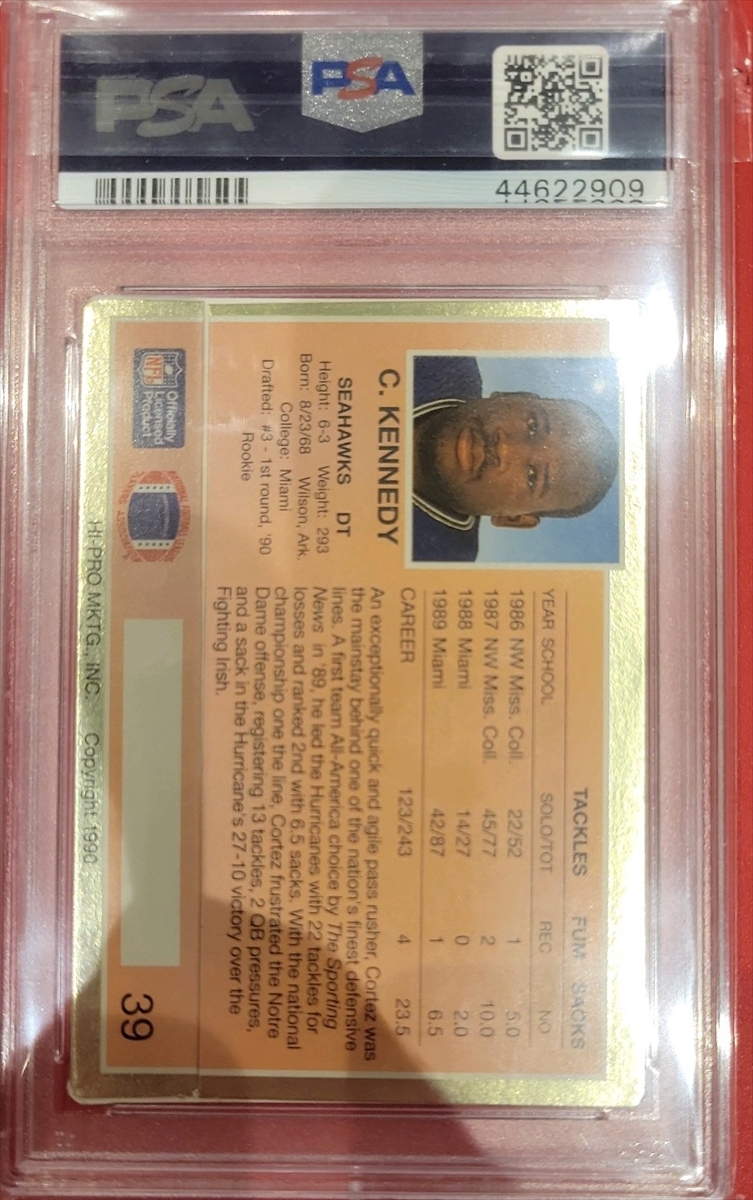 PSA
PSA
44622909
C. KENNEDY
SEAHAWKS DT
Height: 6-3 Weight: 293
Born: 8/23/68 Wilson, Ark.
College: Miami
Drafted: #3 - 1st round, '90
Rookie
TACKLES FUM SACKS
YEAR SCHOOL SOLO/TOT REC NO
1986 NW Miss. Coll. 22/52 1 5.0
1987 NW Miss. Coll. 45/77 2 10.0
1988 Miami 14/27 0 2.0
1989 Miami 42/87 1 6.5
CAREER 123/243 4 23.5
An exceptionally quick and agile pass rusher, Cortez was
the mainstay behind one of the nation's finest defensive
lines. A first team All-America choice by The Sporting
News in '89, he led the Hurricanes with 22 tackles for
losses and ranked 2nd with 6.5 sacks. With the national
championship one the line, Cortez frustrated the Notre
Dame offense, registering 13 tackles, 2 QB pressures,
and a sack in the Hurricane's 27-10 victory over the
Fighting Irish.
NFL
Officially
Licensed
Product
39
HI-PRO MKTG., INC. Copyright 1990